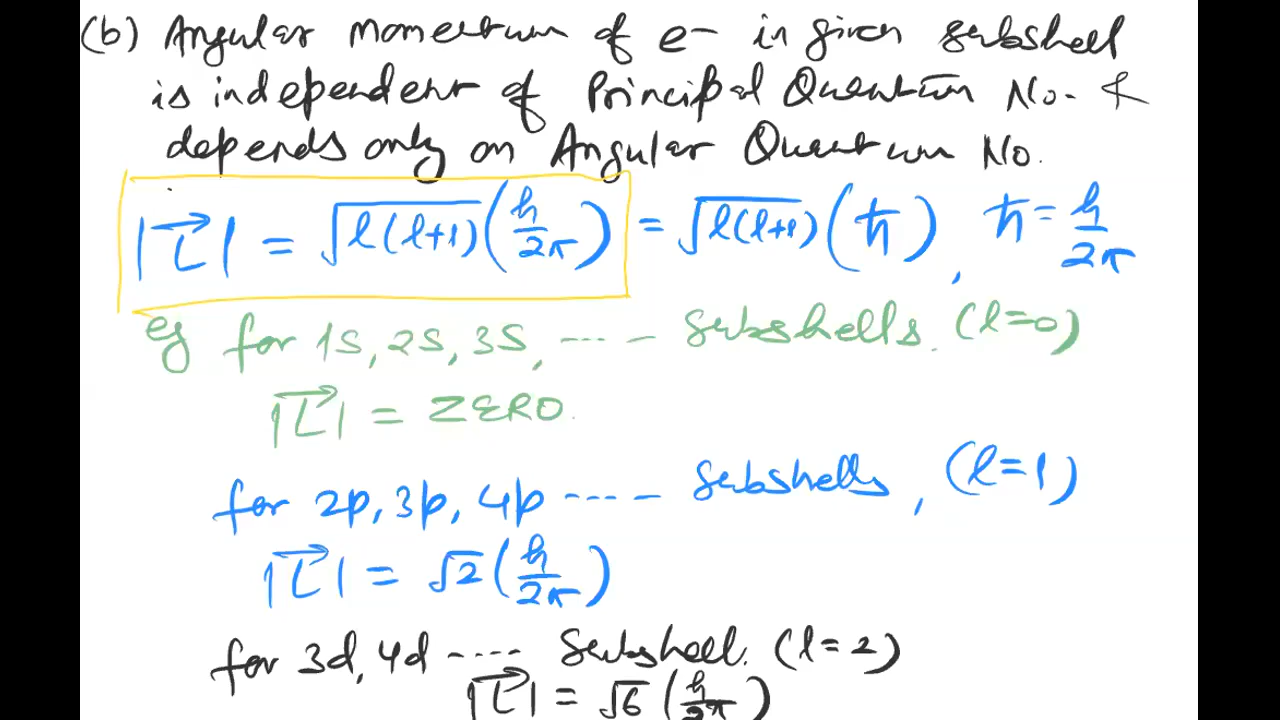 (b) Angular momentum of e- in given subshell
is independent of Principal Quantum No. &
depends only on Angular Quantum No.
|L⃗| = √l(l+1) (h/2π) = √l(l+1) (ħ), ħ = h/2π
eg for 1s, 2s, 3s, ---- subshells. (l=0)
|L⃗| = ZERO.
for 2p, 3p, 4p ---- subshells, (l=1)
|L⃗| = √2 (h/2π)
for 3d, 4d ---- subshell. (l=2)
|L⃗| = √6 (h/2π)